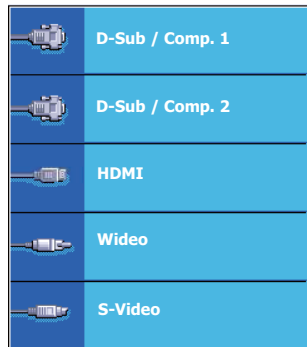 D-Sub / Comp. 1
D-Sub / Comp. 2
HDMI
Wideo
S-Video